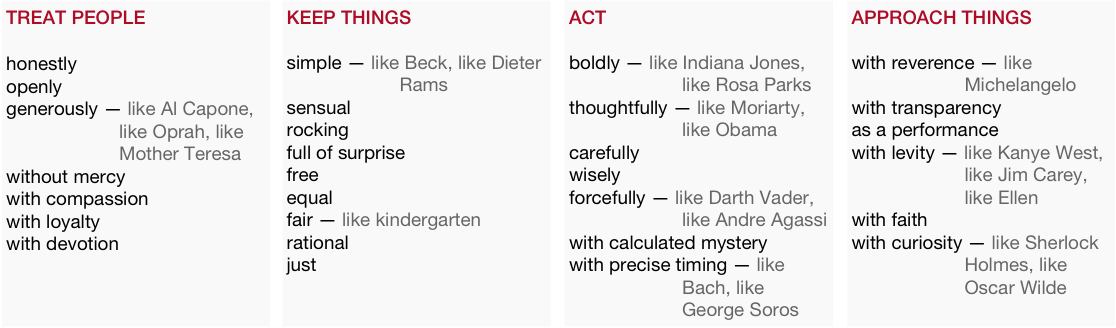 TREAT PEOPLE
honestly
openly
generously — like Al Capone,
like Oprah, like
Mother Teresa
without mercy
with compassion
with loyalty
with devotion
KEEP THINGS
simple — like Beck, like Dieter
Rams
sensual
rocking
full of surprise
free
equal
fair — like kindergarten
rational
just
ACT
boldly — like Indiana Jones,
like Rosa Parks
thoughtfully — like Moriarty,
like Obama
carefully
wisely
forcefully — like Darth Vader,
like Andre Agassi
with calculated mystery
with precise timing — like
Bach, like
George Soros
APPROACH THINGS
with reverence — like
Michelangelo
with transparency
as a performance
with levity — like Kanye West,
like Jim Carey,
like Ellen
with faith
with curiosity — like Sherlock
Holmes, like
Oscar Wilde